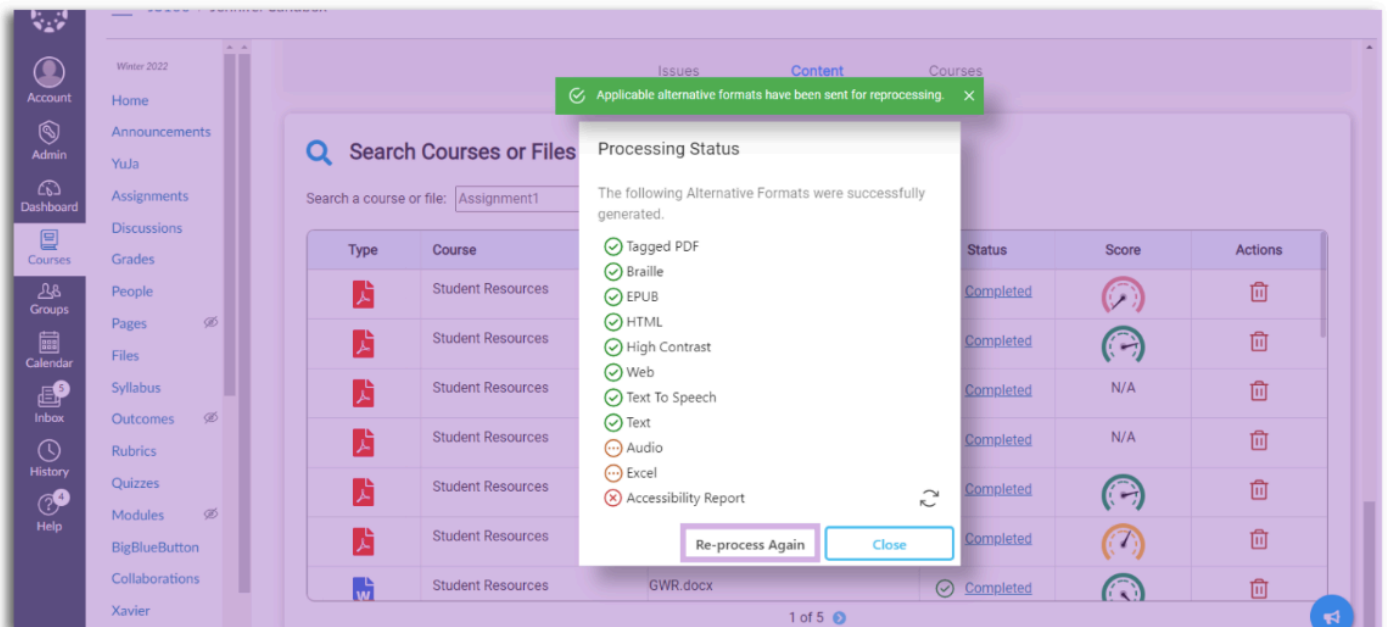 Account
Admin
Dashboard
Courses
Groups
Calendar
5
Inbox
History
4
Help
Winter 2022
Home
Announcements
YuJa
Assignments
Discussions
Grades
People
Pages
Files
Syllabus
Outcomes
Rubrics
Quizzes
Modules
BigBlueButton
Collaborations
Xavier
Issues Content Courses
Applicable alternative formats have been sent for reprocessing.
Search Courses or Files
Search a course or file: Assignment1
Type Course Status Score Actions
Student Resources Completed
Student Resources Completed
Student Resources Completed N/A
Student Resources Completed N/A
Student Resources Completed
Student Resources Completed
Student Resources GWR.docx Completed
1 of 5
Processing Status
The following Alternative Formats were successfully
generated.
Tagged PDF
Braille
EPUB
HTML
High Contrast
Web
Text To Speech
Text
Audio
Excel
Accessibility Report
Re-process Again Close